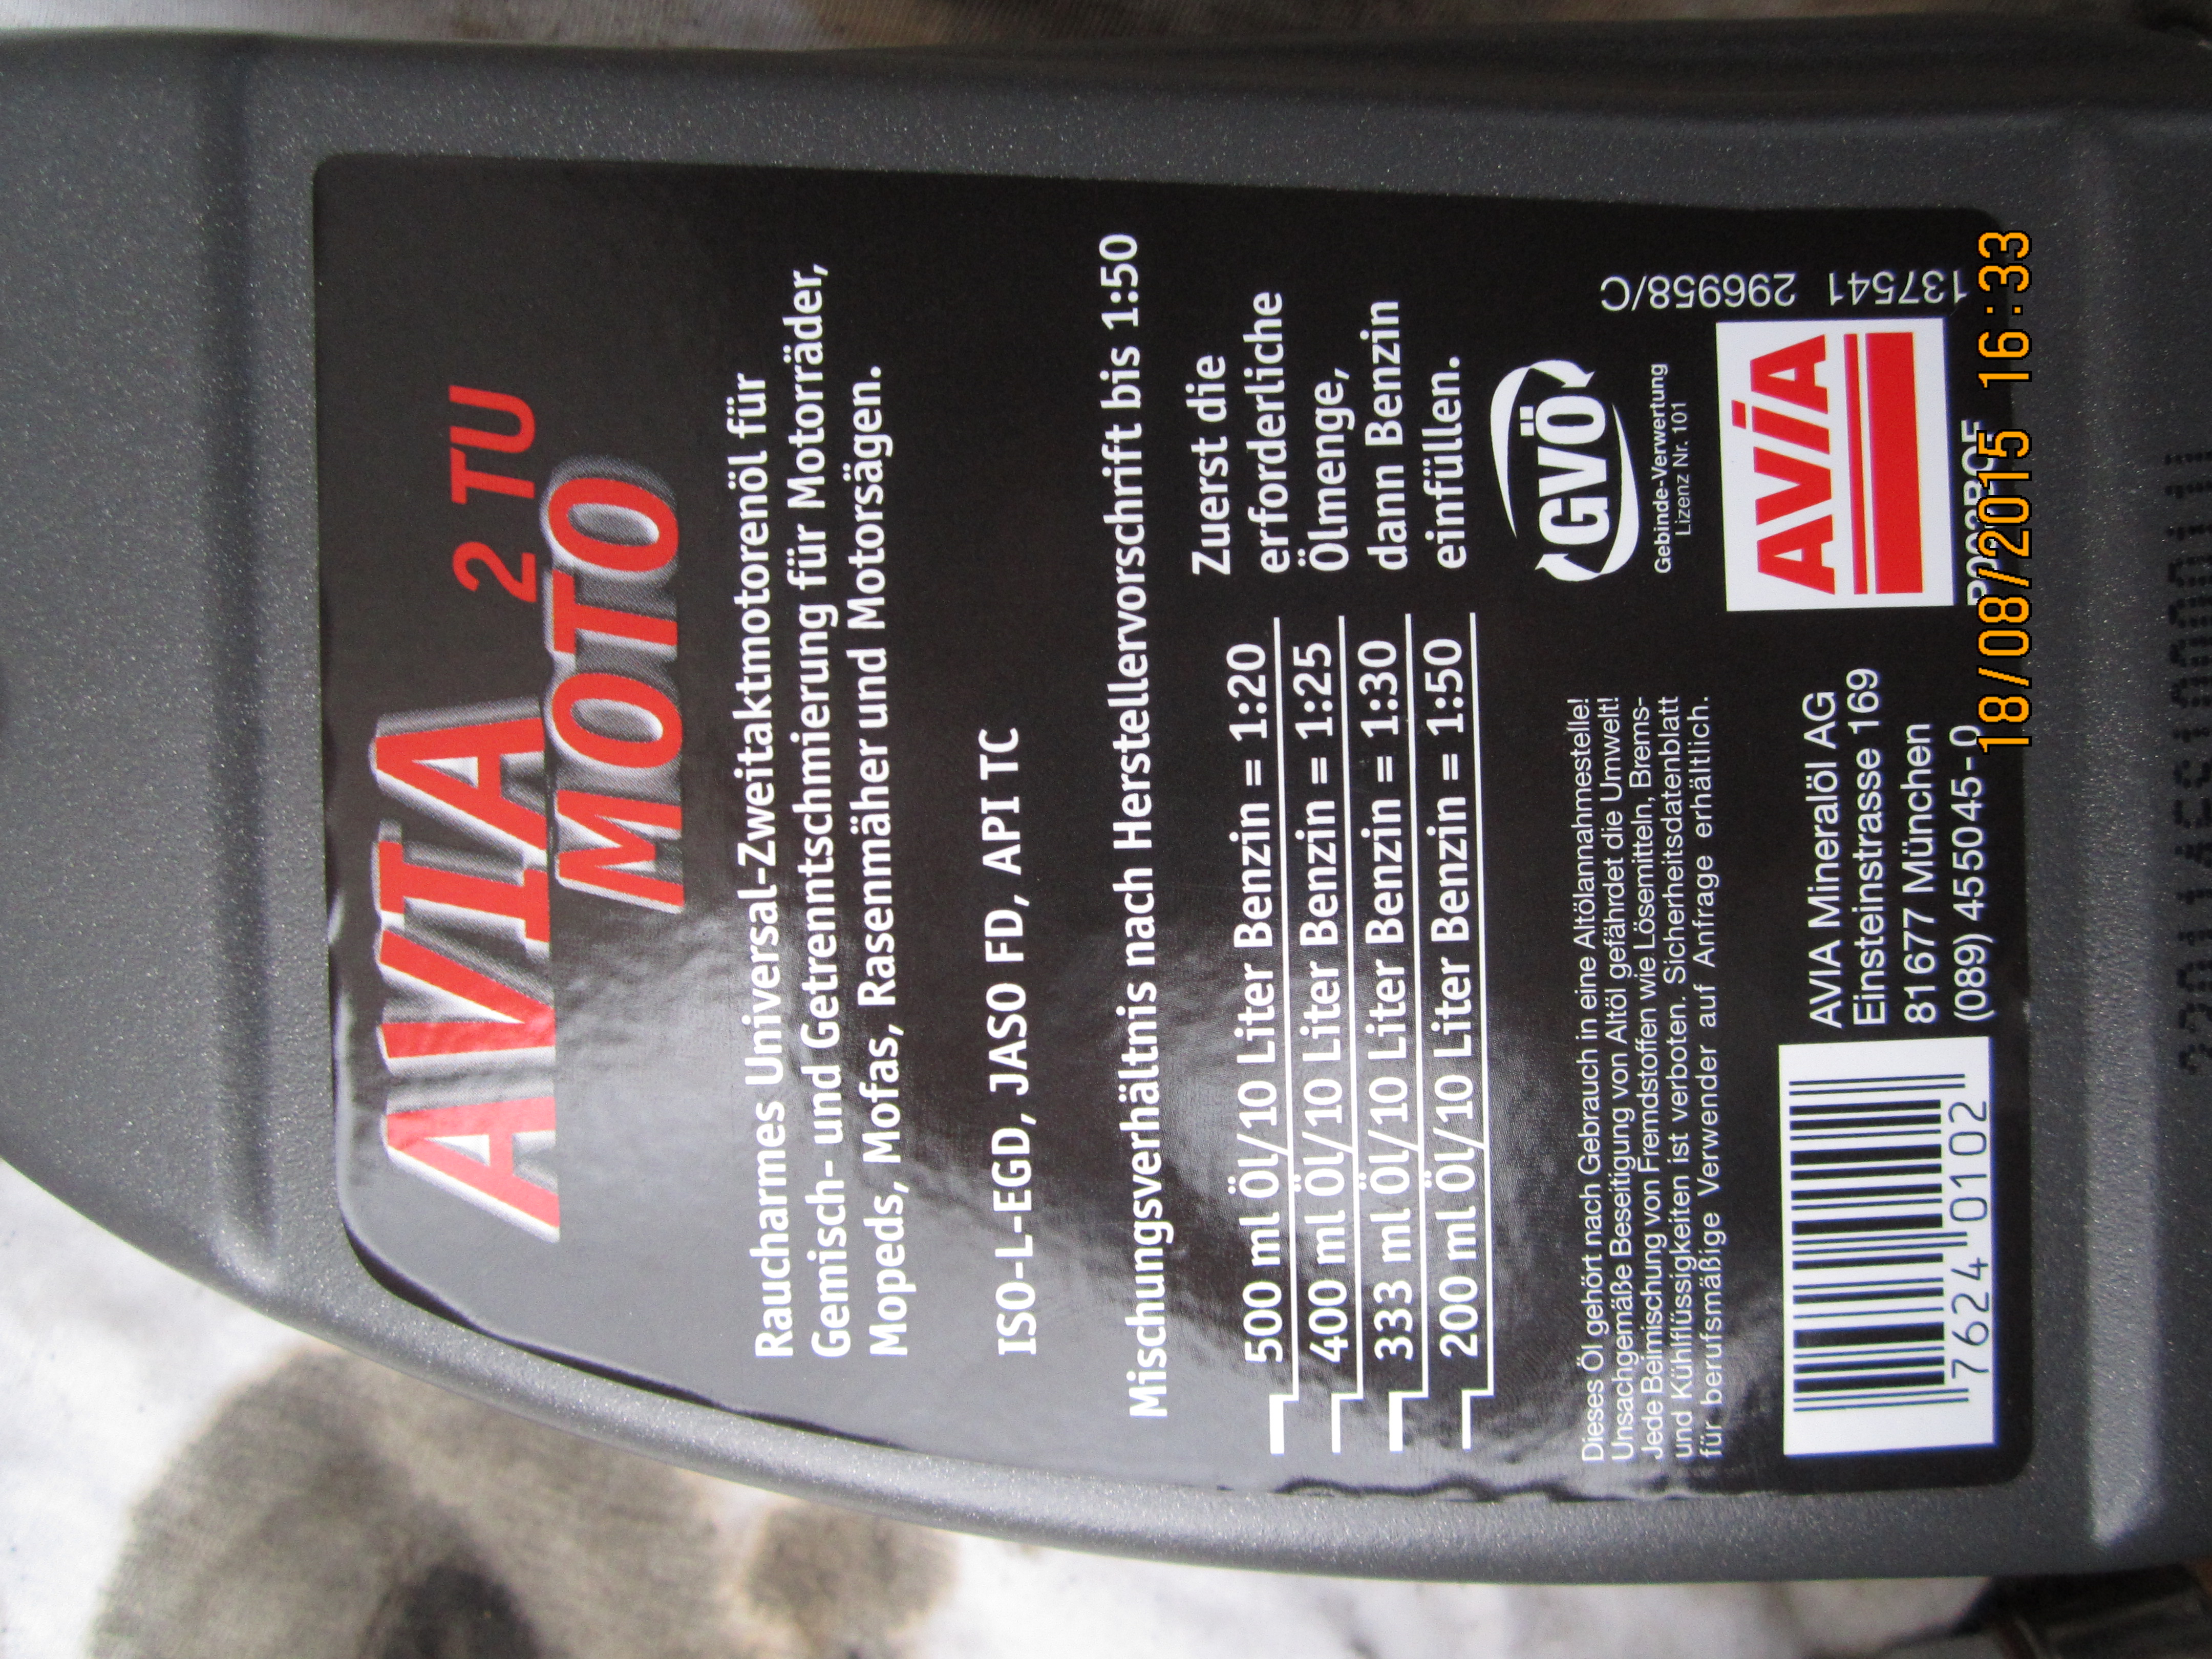 AVIA 2 TU
MOTO
Raucharmes Universal-Zweitaktmotorenöl für
Gemisch- und Getrenntschmierung für Motorräder,
Mopeds, Mofas, Rasenmäher und Motorsägen.
ISO-L-EGD, JASO FD, API TC
Mischungsverhältnis nach Herstellervorschrift bis 1:50
500 ml Öl/10 Liter Benzin = 1:20
400 ml Öl/10 Liter Benzin = 1:25
333 ml Öl/10 Liter Benzin = 1:30
200 ml Öl/10 Liter Benzin = 1:50
Zuerst die
erforderliche
Ölmenge,
dann Benzin
einfüllen.
Dieses Öl gehört nach Gebrauch in eine Altölannahmestelle!
Unsachgemäße Beseitigung von Altöl gefährdet die Umwelt!
Jede Beimischung von Fremdstoffen wie Lösemitteln, Brems-
und Kühlflüssigkeiten ist verboten. Sicherheitsdatenblatt
für berufsmäßige Verwender auf Anfrage erhältlich.
GVÖ
Gebinde-Verwertung
Lizenz Nr. 101
296958/C 137541
7624 0102
AVIA Mineralöl AG
Einsteinstrasse 169
81677 München
(089) 455045-0
AVIA
18/08/2015 16:33